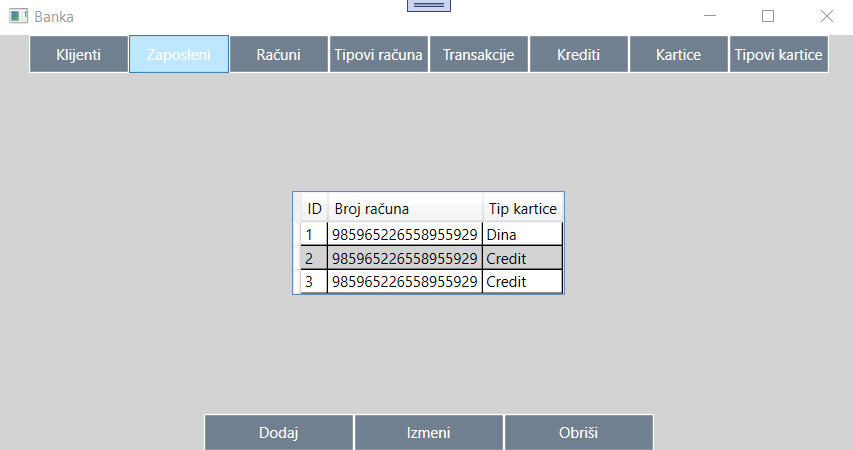 Banka
Klijenti Zaposleni Računi Tipovi računa Transakcije Krediti Kartice Tipovi kartice
ID Broj računa Tip kartice
1 985965226558955929 Dina
2 985965226558955929 Credit
3 985965226558955929 Credit
Dodaj Izmeni Obriši